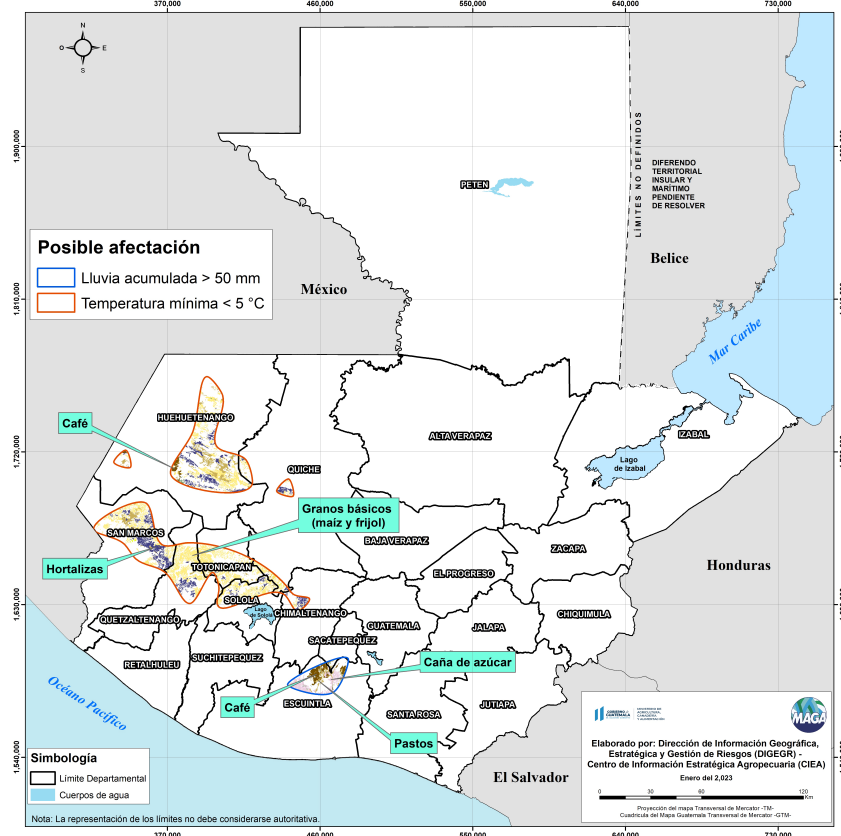 370,000
460,000
550,000
640,000
730,000
N
O
E
S
1,900,000
LÍMITES NO DEFINIDOS
DIFERENDO
TERRITORIAL
INSULAR Y
MARÍTIMO
PENDIENTE
DE RESOLVER
PETEN
Posible afectación
Lluvia acumulada > 50 mm
Temperatura mínima < 5 °C
México
Belice
1,810,000
Mar Caribe
HUEHUETENANGO
Café
ALTA VERAPAZ
IZABAL
1,720,000
QUICHE
Lago
de Izabal
Granos básicos
(maíz y frijol)
SAN MARCOS
BAJA VERAPAZ
ZACAPA
Hortalizas
TOTONICAPAN
EL PROGRESO
Honduras
SOLOLA
1,630,000
Lago
CHIMALTENANGO
QUETZALTENANGO
GUATEMALA
JALAPA
CHIQUIMULA
SACATEPEQUEZ
RETALHULEU
SUCHITEPEQUEZ
Caña de azúcar
Océano Pacífico
Café
ESCUINTLA
SANTA ROSA
JUTIAPA
Pastos
El Salvador
GOBIERNO de
GUATEMALA
MINISTERIO DE
AGRICULTURA,
GANADERÍA
Y ALIMENTACIÓN
MAGA
Elaborado por: Dirección de Información Geográfica,
Estratégica y Gestión de Riesgos (DIGEGR) -
Centro de Información Estratégica Agropecuaria (CIEA)
Enero del 2,023
0
30
60
120
Km
Proyección del mapa Transversal de Mercator -TM-
Cuadricula del Mapa Guatemala Transversal de Mercator -GTM-
1,540,000
Simbología
Límite Departamental
Cuerpos de agua
Nota: La representación de los límites no debe considerarse autoritativa.
370,000
460,000
550,000
640,000
730,000